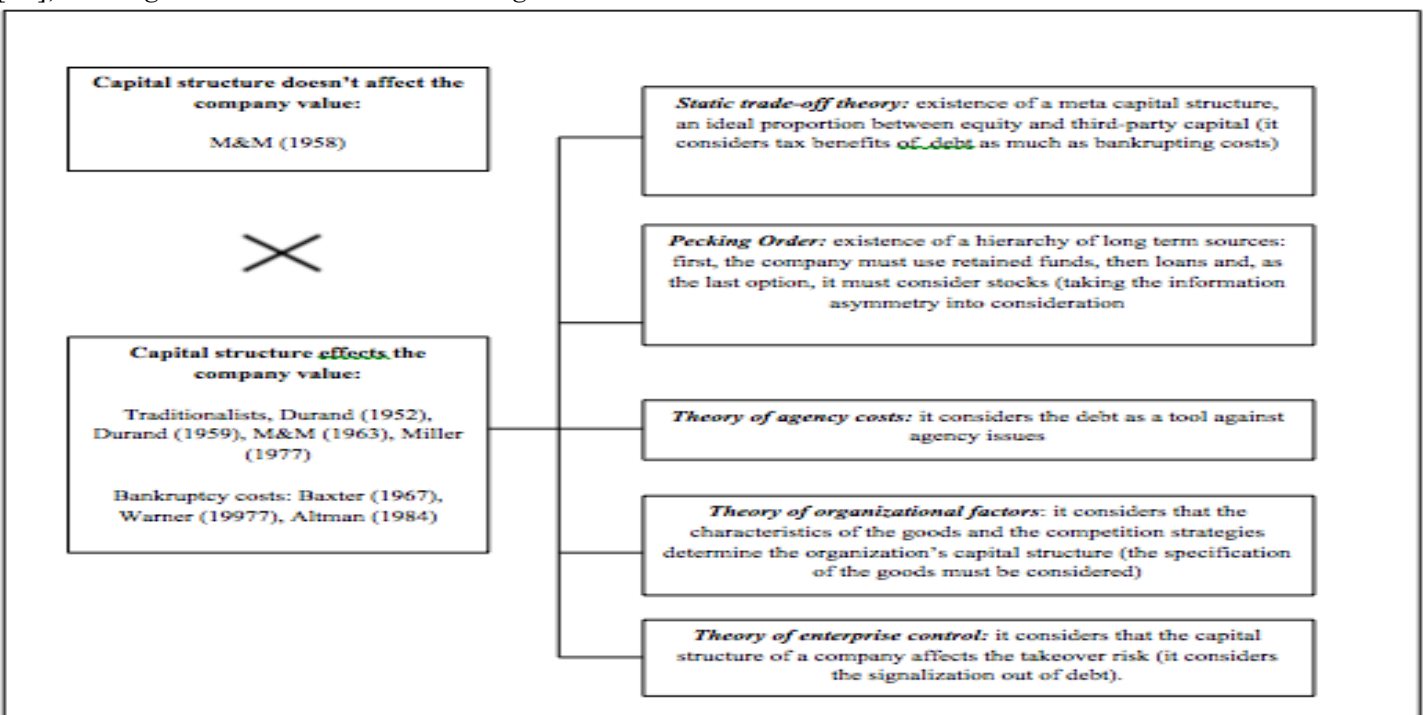 Capital structure doesn't affect the
company value:
M&M (1958)
Capital structure effects the
company value:
Traditionalists, Durand (1952),
Durand (1959), M&M (1963), Miller
(1977)
Bankruptcy costs: Baxter (1967),
Warner (19977), Altman (1984)
Static trade-off theory: existence of a meta capital structure,
an ideal proportion between equity and third-party capital (it
considers tax benefits of debt as much as bankrupting costs)
Pecking Order: existence of a hierarchy of long term sources:
first, the company must use retained funds, then loans and, as
the last option, it must consider stocks (taking the information
asymmetry into consideration
Theory of agency costs: it considers the debt as a tool against
agency issues
Theory of organizational factors: it considers that the
characteristics of the goods and the competition strategies
determine the organization's capital structure (the specification
of the goods must be considered)
Theory of enterprise control: it considers that the capital
structure of a company affects the takeover risk (it considers
the signalization out of debt).